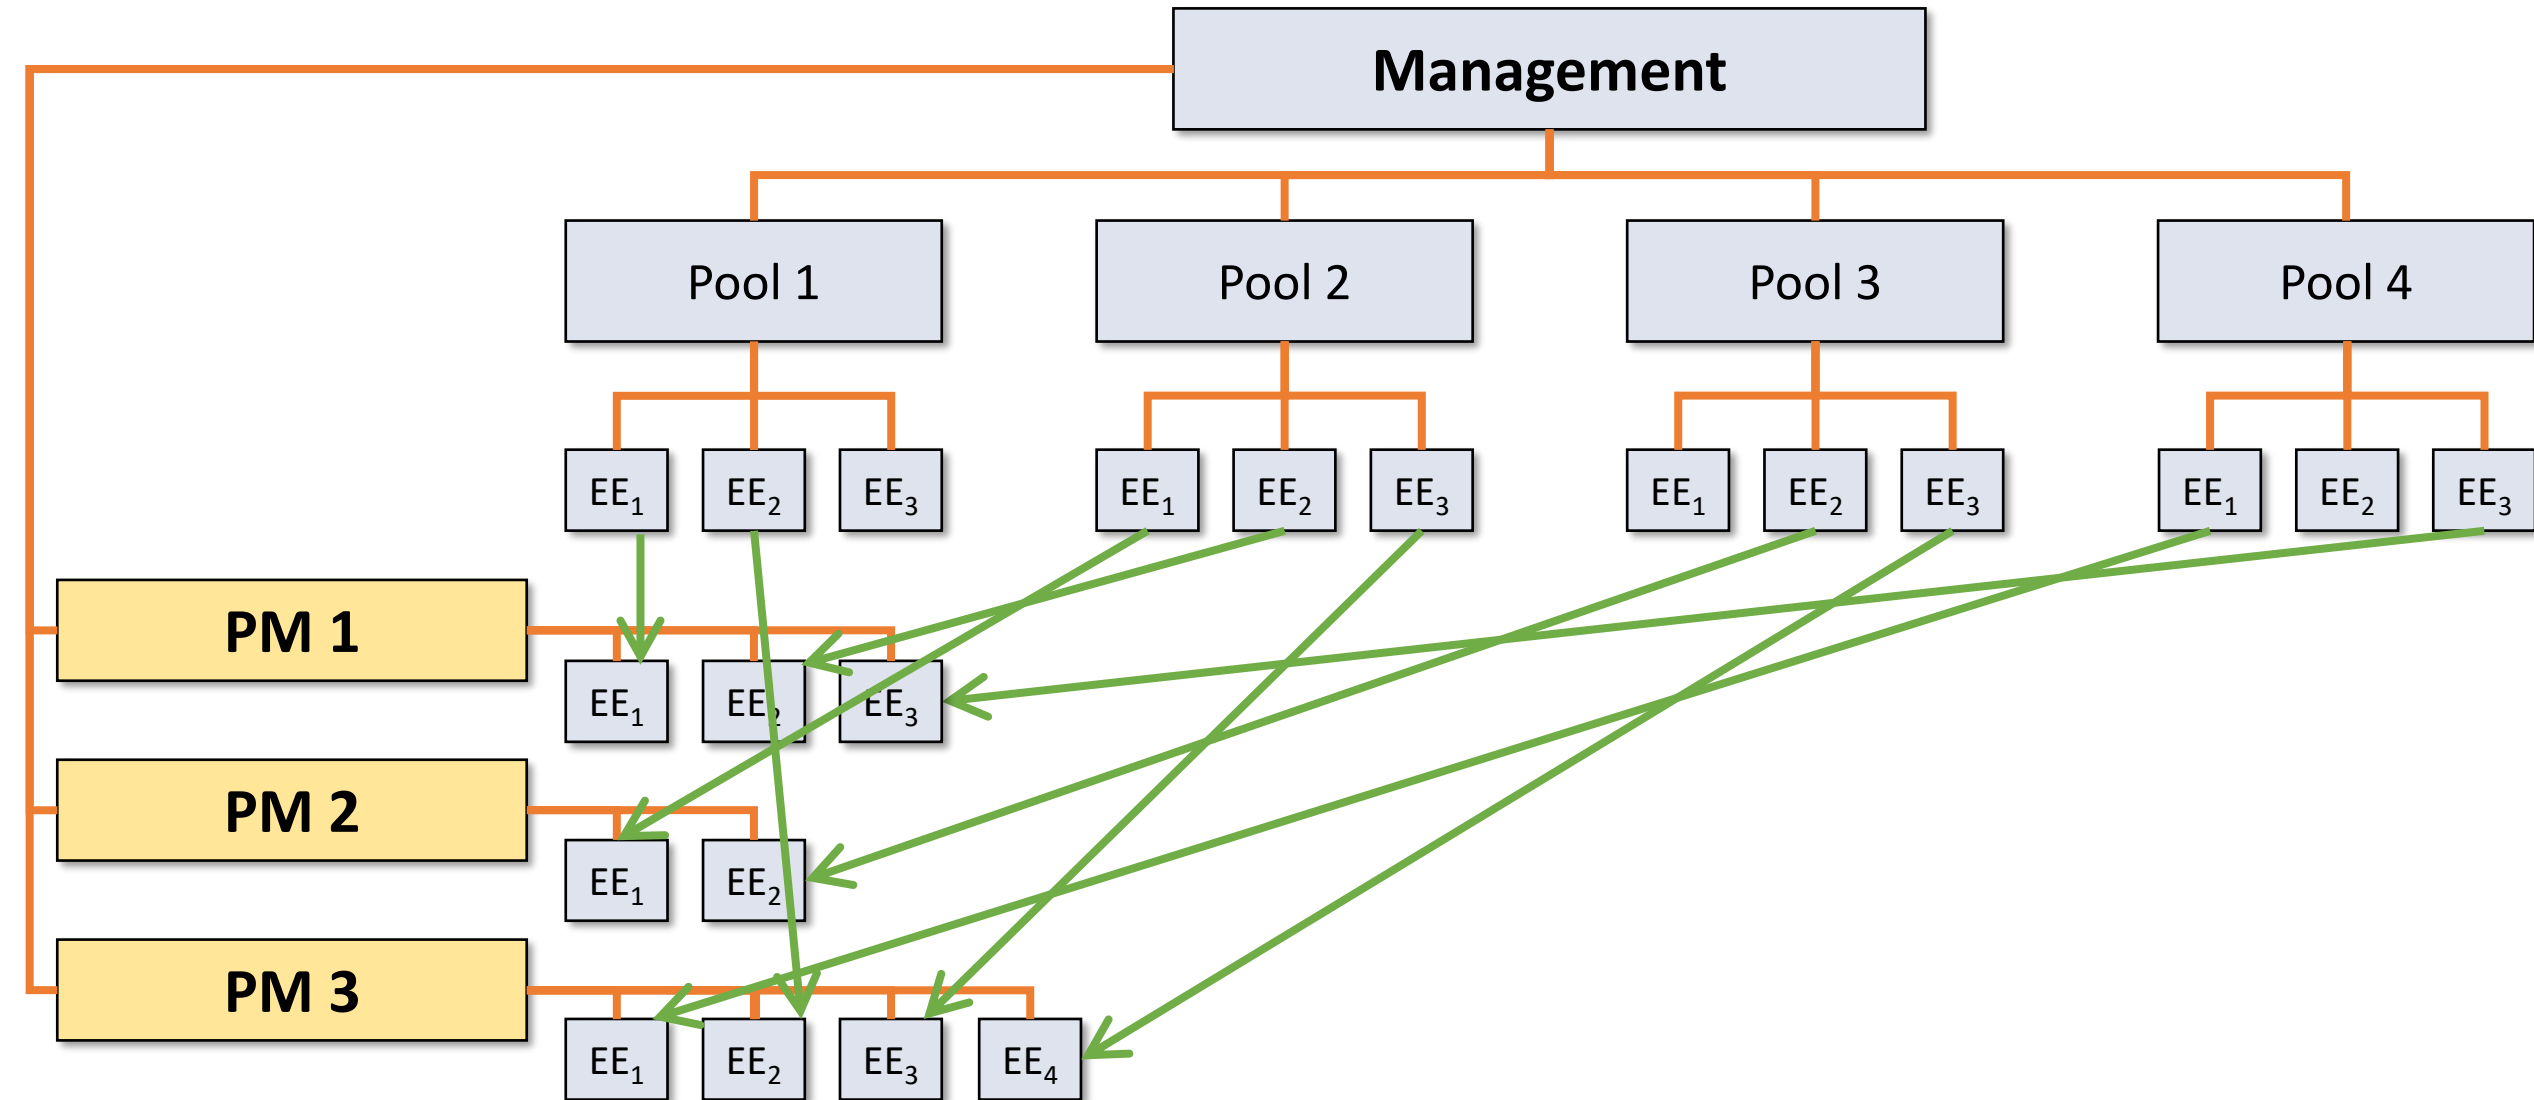 Management
Pool 1 Pool 2 Pool 3 Pool 4
EE₁ EE₂ EE₃ EE₁ EE₂ EE₃ EE₁ EE₂ EE₃ EE₁ EE₂ EE₃
PM 1
EE₁ EE₂ EE₃
PM 2
EE₁ EE₂
PM 3
EE₁ EE₂ EE₃ EE₄